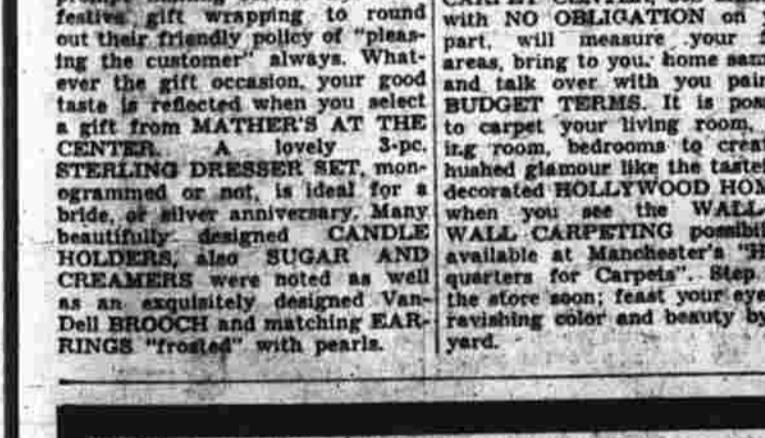 festive gift wrapping to round
out their friendly policy of "pleas-
ing the customer" always. What-
ever the gift occasion, your good
taste is reflected when you select
a gift from MATHER'S AT THE
CENTER. A lovely 3-pc.
STERLING DRESSER SET, mon-
ogrammed or not, is ideal for a
bride, or silver anniversary. Many
beautifully designed CANDLE
HOLDERS, also SUGAR AND
CREAMERS were noted as well
as an exquisitely designed Van-
Dell BROOCH and matching EAR-
RINGS "frosted" with pearls.
with NO OBLIGATION on
part, will measure your
areas, bring to you, home sam
and talk over with you pain
BUDGET TERMS. It is pos
to carpet your living room,
ing room, bedrooms to creat
hushed glamour like the tastef
decorated HOLLYWOOD HOM
when you see the WALL
WALL CARPETING possibil
available at Manchester's "H
quarters for Carpets". Step
the store soon; feast your eye
ravishing color and beauty by
yard.